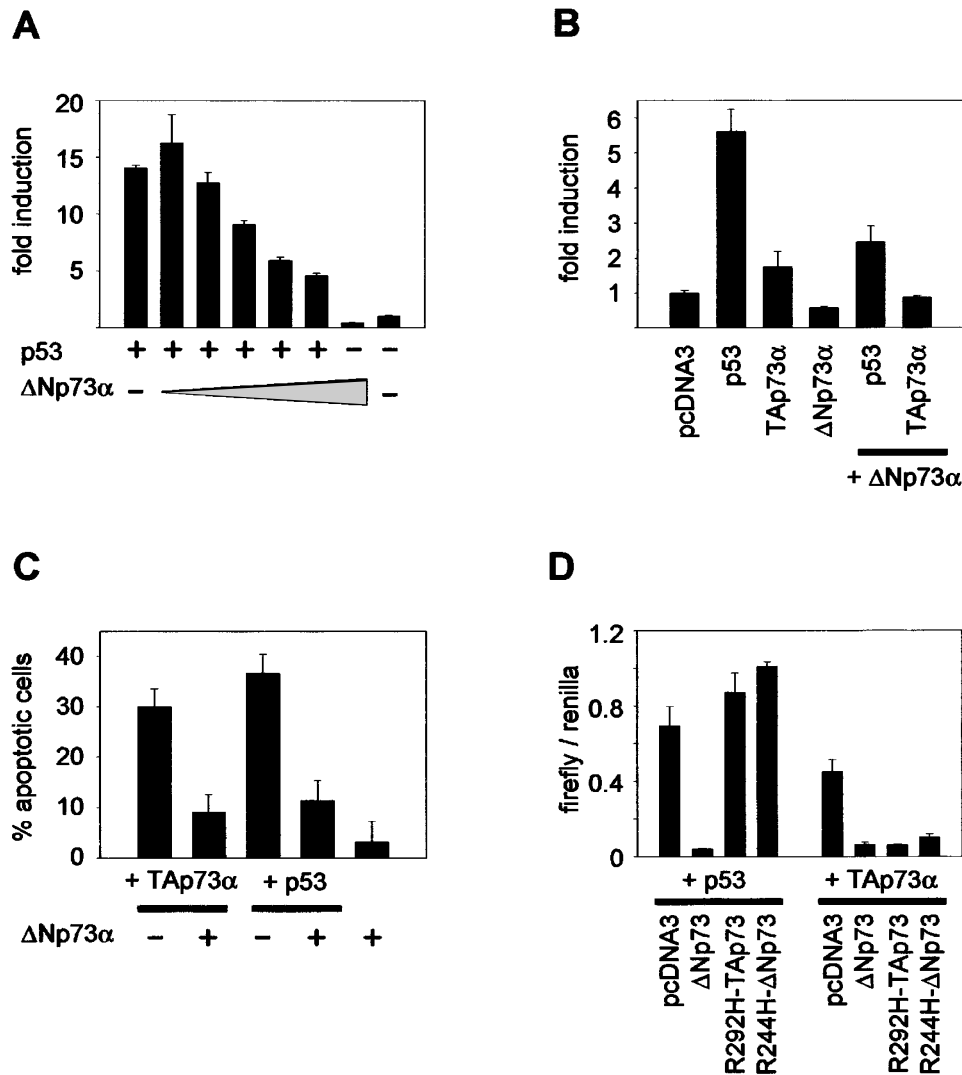 A
fold induction
20
15
10
5
p53 + + + + + + − −
ΔNp73α − −
B
fold induction
6
5
4
3
2
1
pcDNA3
p53
TAp73α
ΔNp73α
p53
TAp73α
+ ΔNp73α
C
% apoptotic cells
40
30
20
10
0
+ TAp73α + p53
ΔNp73α − + − + +
D
firefly / renilla
1.2
0.8
0.4
0
+ p53 + TAp73α
pcDNA3
ΔNp73
R292H-TAp73
R244H-ΔNp73
pcDNA3
ΔNp73
R292H-TAp73
R244H-ΔNp73